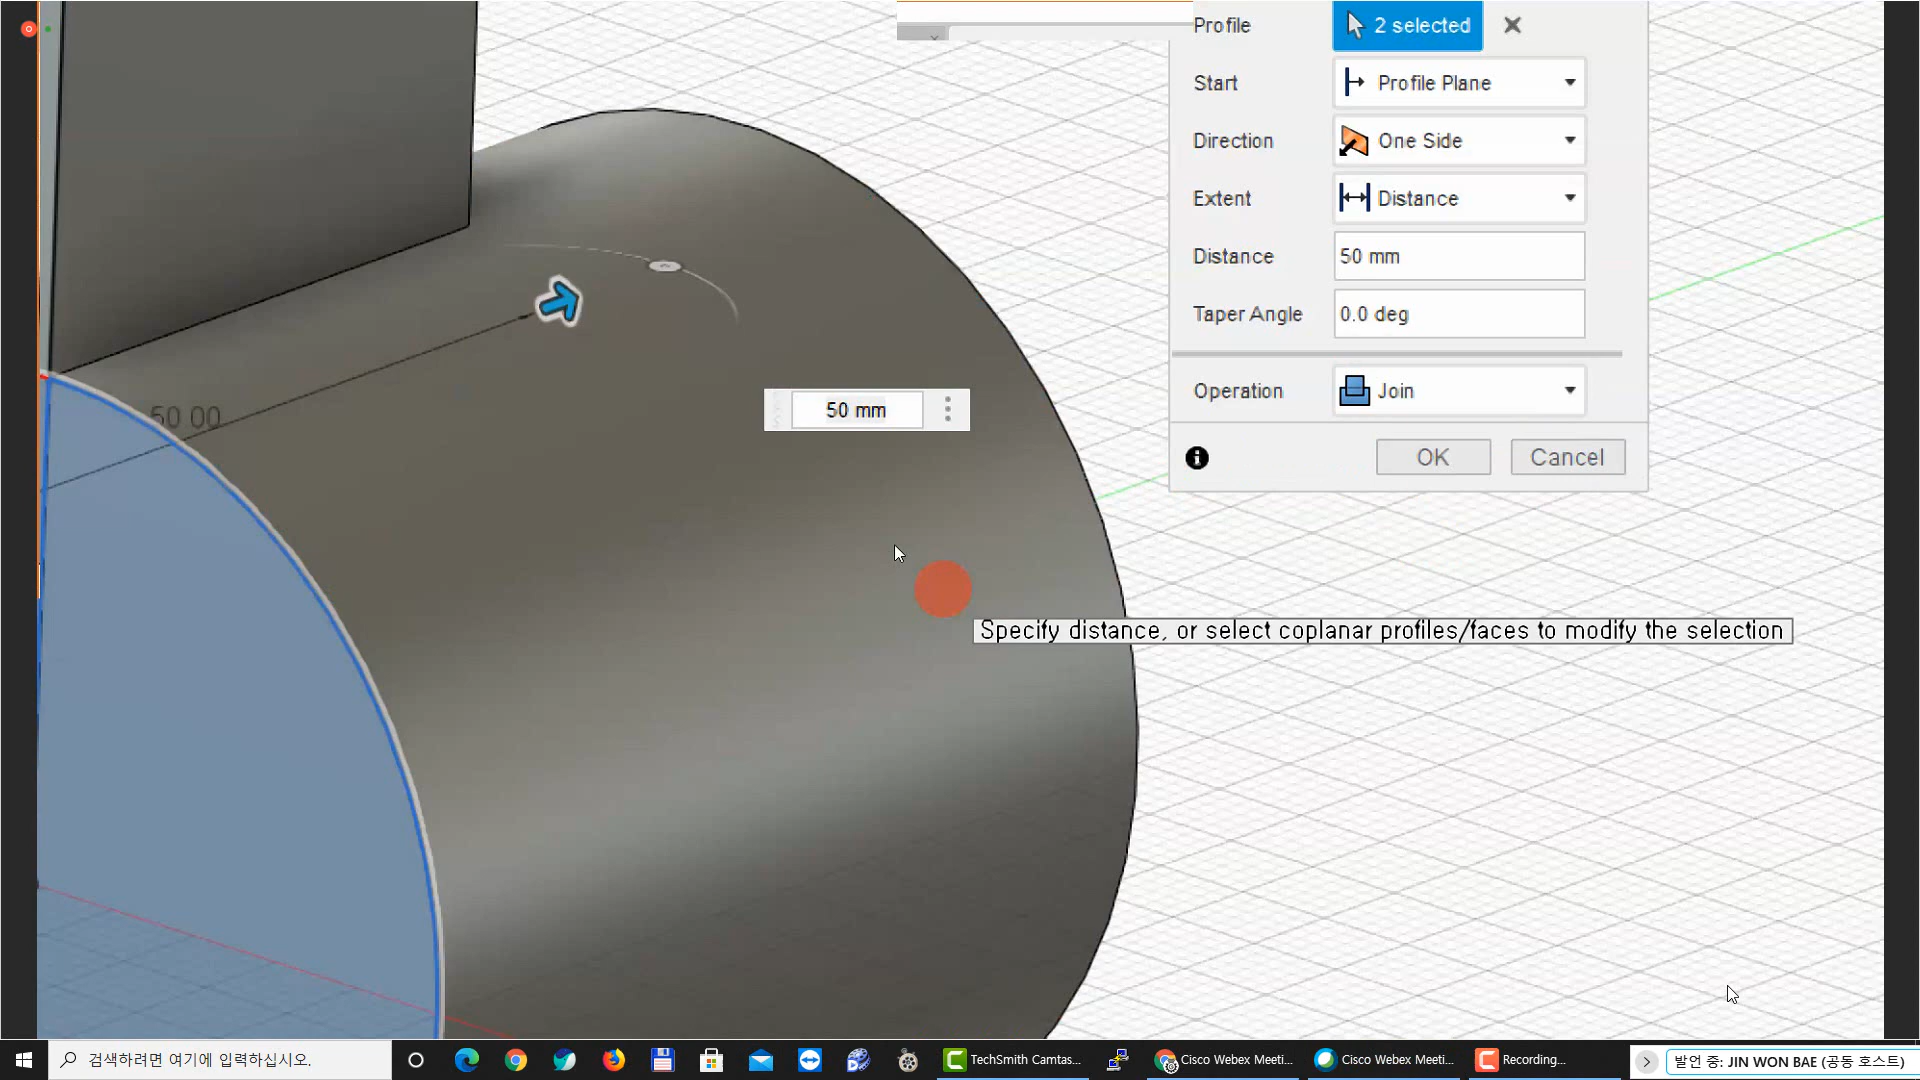 Profile
2 selected
Start
Profile Plane
Direction
One Side
Extent
Distance
Distance
50 mm
Taper Angle
0.0 deg
Operation
Join
OK
Cancel
50 00
50 mm
Specify distance, or select coplanar profiles/faces to modify the selection
검색하려면 여기에 입력하십시오.
TechSmith Camtas...
Cisco Webex Meeti...
Cisco Webex Meeti...
Recording...
발언 중: JIN WON BAE (공동 호스트)